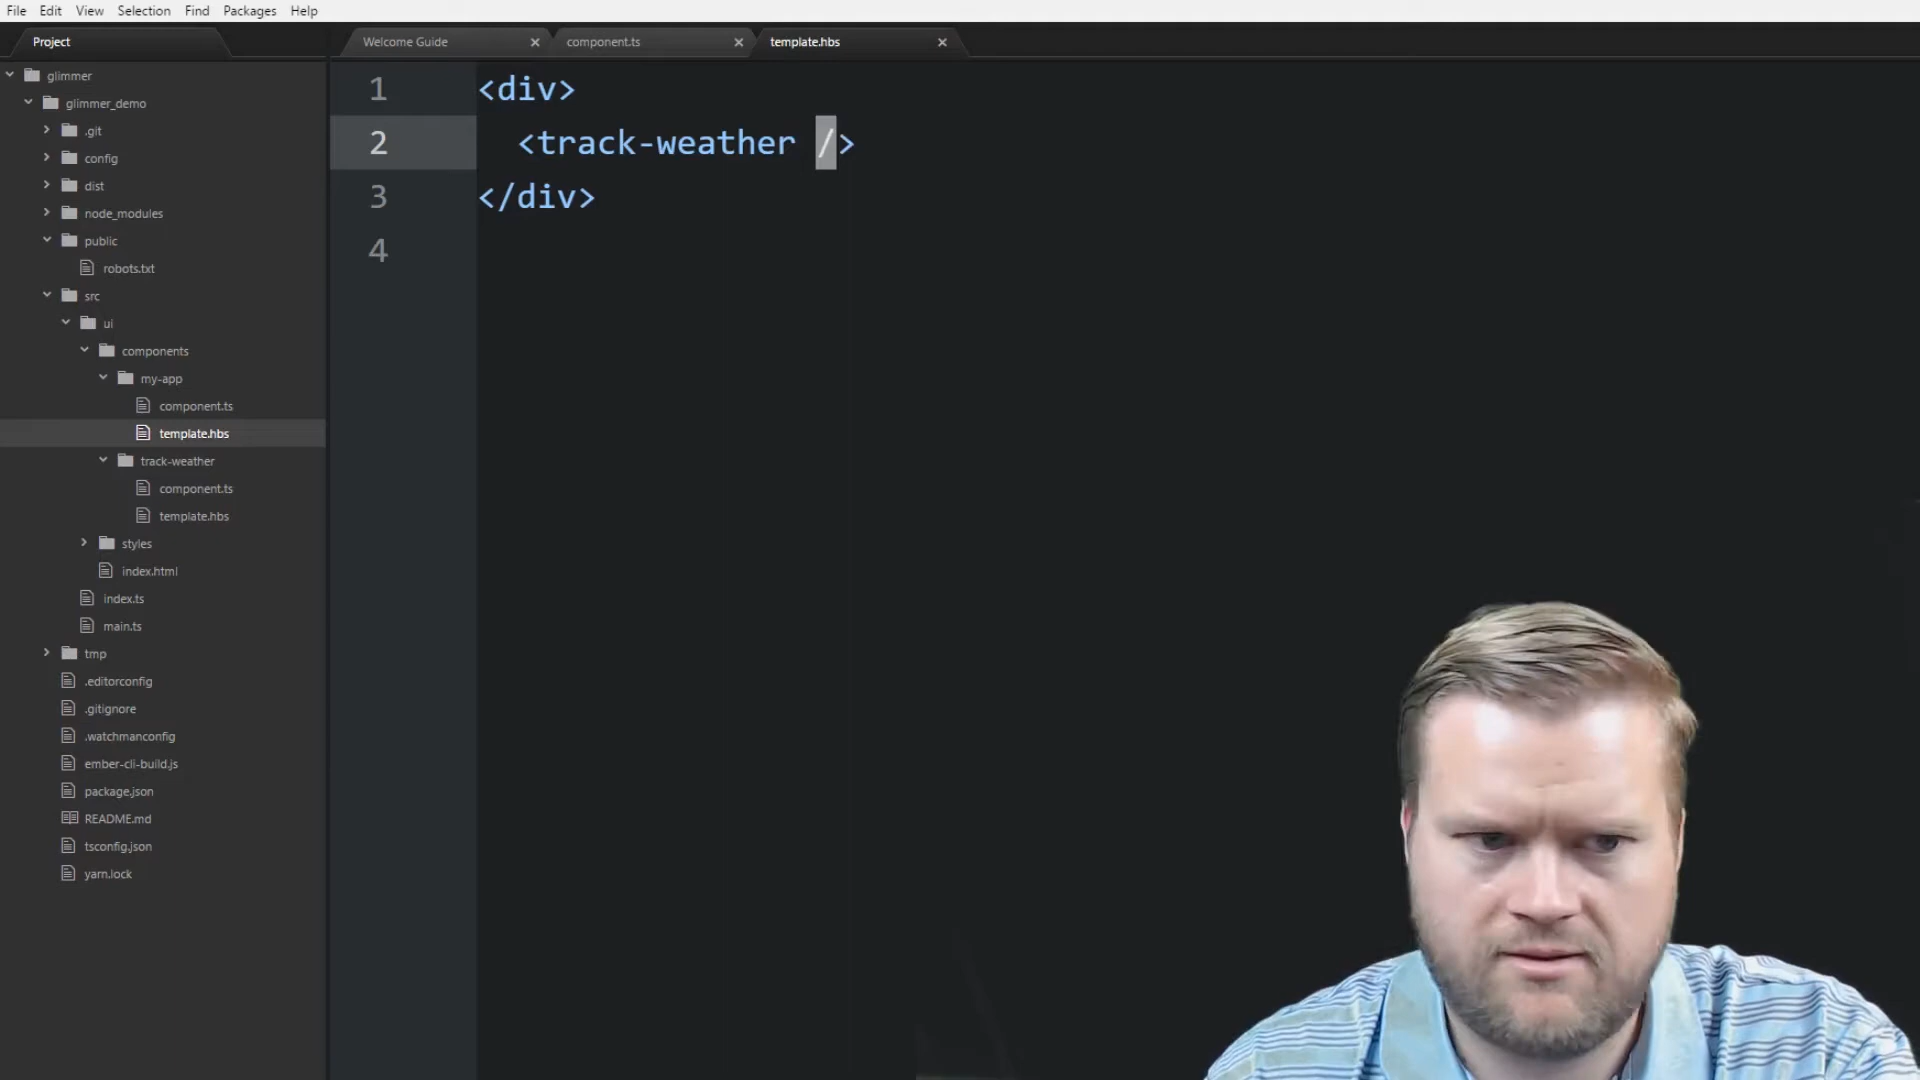 File Edit View Selection Find Packages Help
Project
Welcome Guide
component.ts
template.hbs
glimmer
glimmer_demo
.git
config
dist
node_modules
public
robots.txt
src
ui
components
my-app
component.ts
template.hbs
track-weather
component.ts
template.hbs
styles
index.html
index.ts
main.ts
tmp
.editorconfig
.gitignore
.watchmanconfig
ember-cli-build.js
package.json
README.md
tsconfig.json
yarn.lock
1 <div>
2 <track-weather />
3 </div>
4